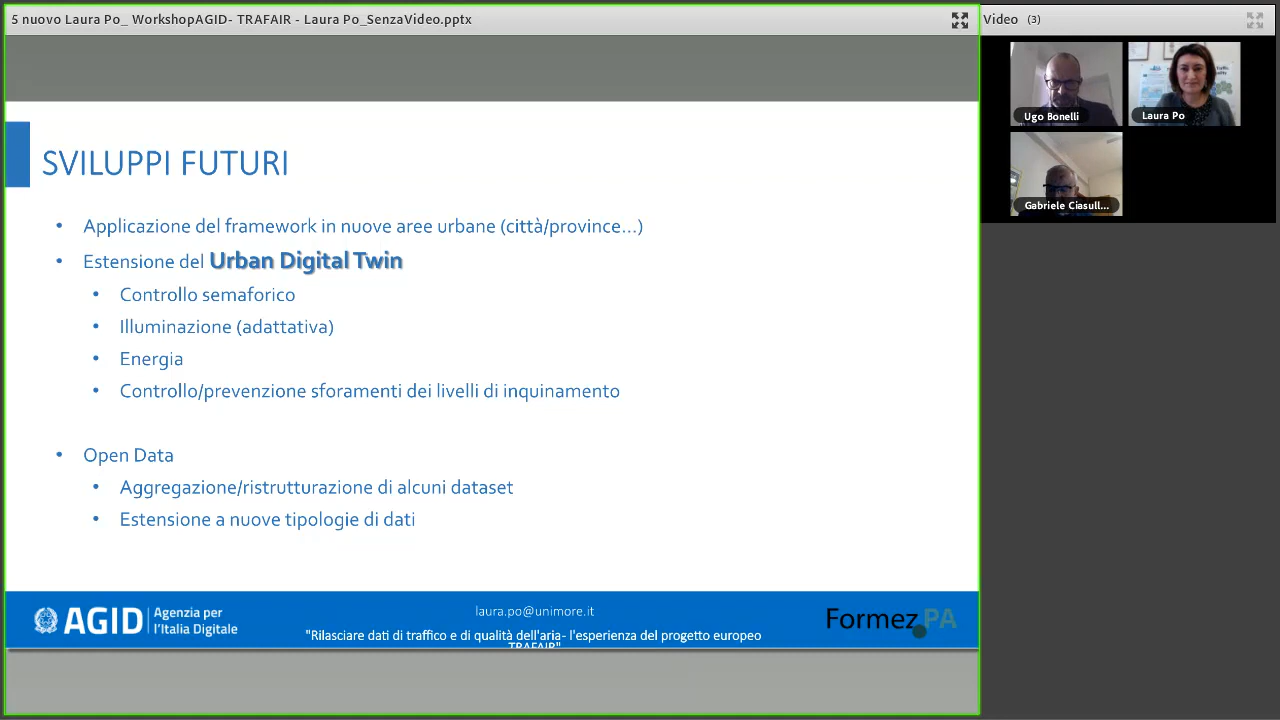 5 nuovo Laura Po_ WorkshopAGID- TRAFAIR - Laura Po_SenzaVideo.pptx
Video (3)
Ugo Bonelli
Laura Po
Gabriele Ciasull...
SVILUPPI FUTURI
• Applicazione del framework in nuove aree urbane (città/province...)
• Estensione del Urban Digital Twin
• Controllo semaforico
• Illuminazione (adattativa)
• Energia
• Controllo/prevenzione sforamenti dei livelli di inquinamento
• Open Data
• Aggregazione/ristrutturazione di alcuni dataset
• Estensione a nuove tipologie di dati
AGID Agenzia per
l'Italia Digitale
laura.po@unimore.it
"Rilasciare dati di traffico e di qualità dell'aria- l'esperienza del progetto europeo
TRAFAIR"
Formez PA